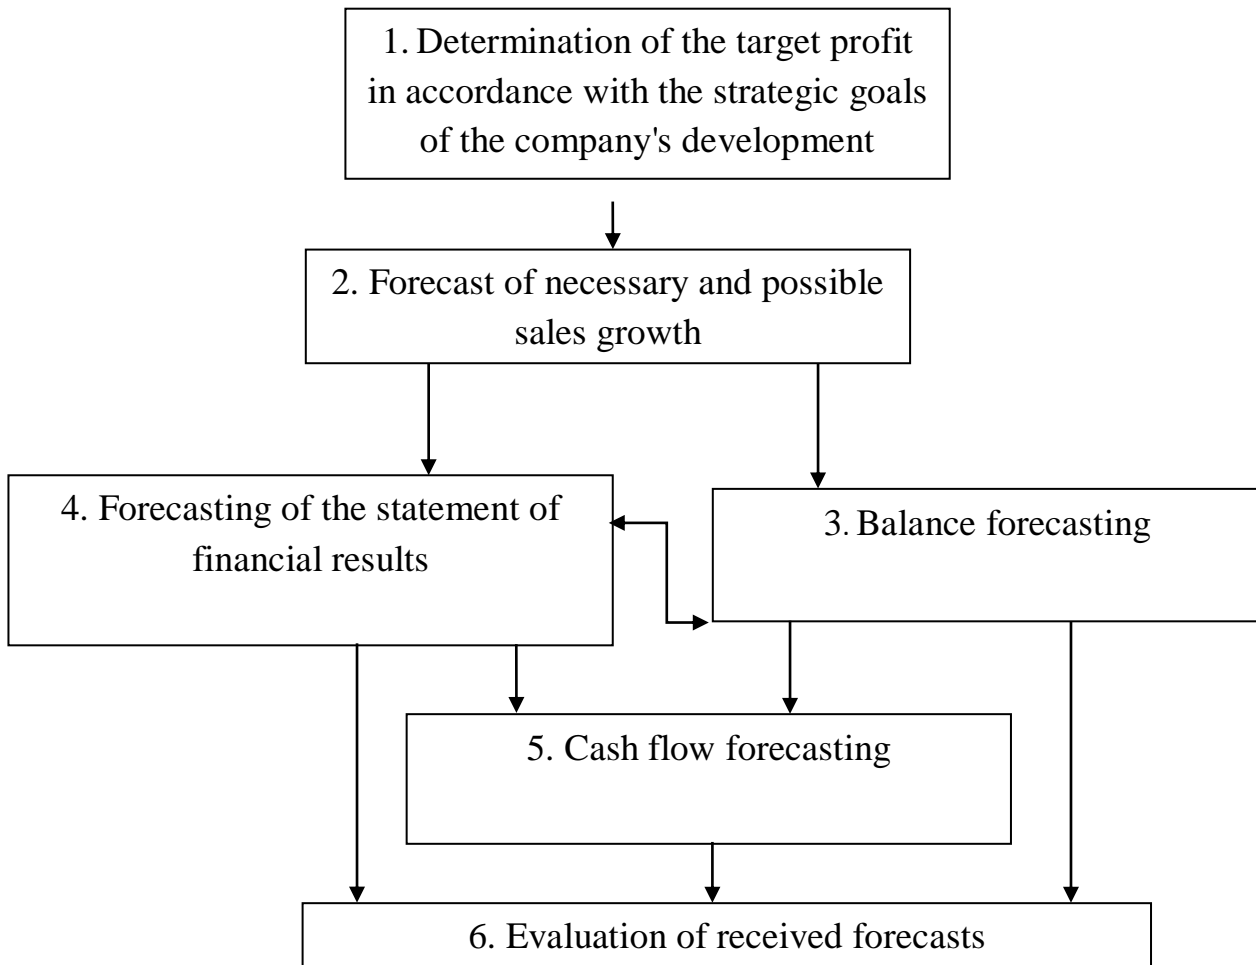 1. Determination of the target profit
in accordance with the strategic goals
of the company's development
2. Forecast of necessary and possible
sales growth
4. Forecasting of the statement of
financial results
3. Balance forecasting
5. Cash flow forecasting
6. Evaluation of received forecasts